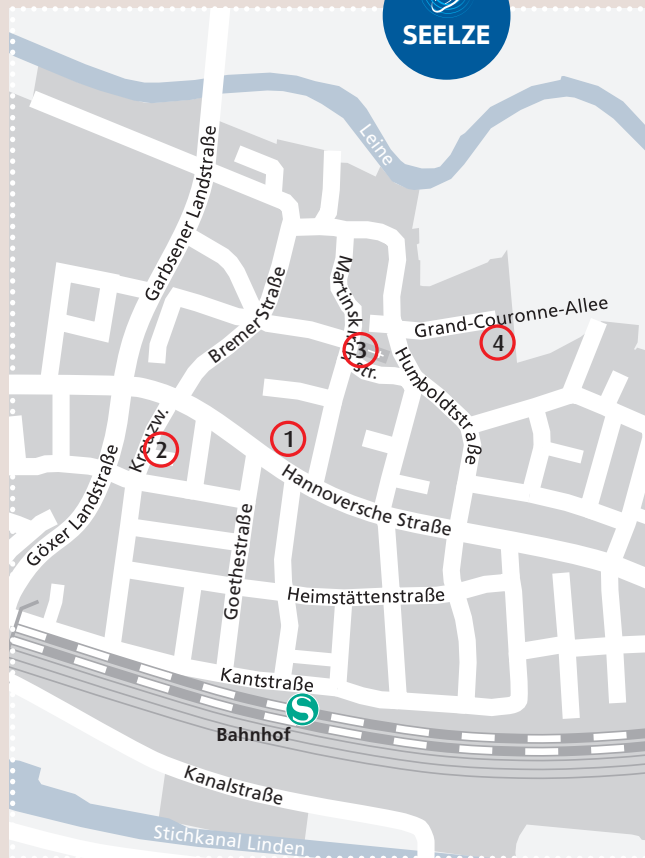 SEELZE
Leine
Garbsener Landstraße
Martinskirchstr.
Bremer Straße
Grand-Couronne-Allee
3
4
Humboldtstraße
Kreuzw.
1
2
Hannoversche Straße
Göxer Landstraße
Goethestraße
Heimstättenstraße
Kantstraße
S
Bahnhof
Kanalstraße
Stichkanal Linden